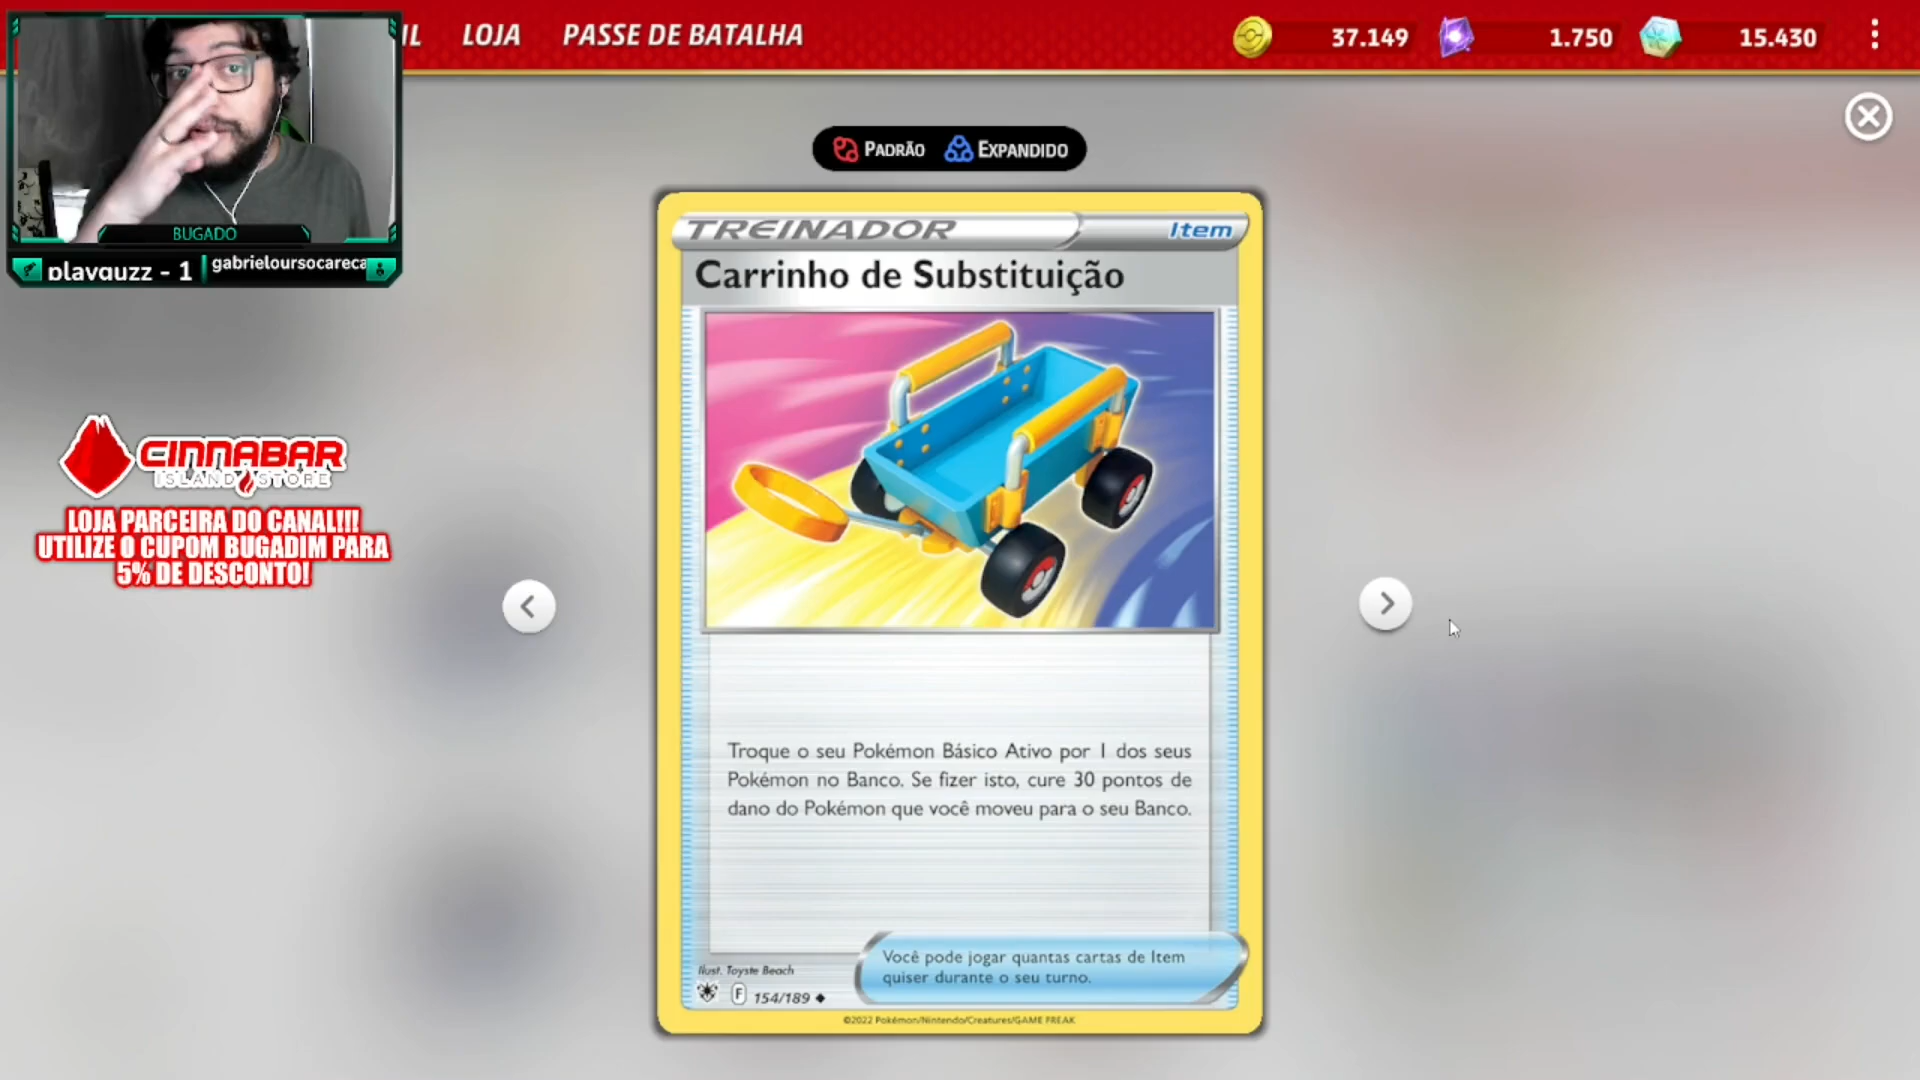 LOJA
PASSE DE BATALHA
37.149
1.750
15.430
BUGADO
playguzz - 1
gabrieloursocareca
PADRÃO
EXPANDIDO
TREINADOR
Item
Carrinho de Substituição
CINNABAR
ISLAND STORE
LOJA PARCEIRA DO CANAL!!!
UTILIZE O CUPOM BUGADIM PARA
5% DE DESCONTO!
Troque o seu Pokémon Básico Ativo por 1 dos seus
Pokémon no Banco. Se fizer isto, cure 30 pontos de
dano do Pokémon que você moveu para o seu Banco.
Você pode jogar quantas cartas de Item
quiser durante o seu turno.
Ilust. Toyste Beach
F 154/189
©2022 Pokémon/Nintendo/Creatures/GAME FREAK